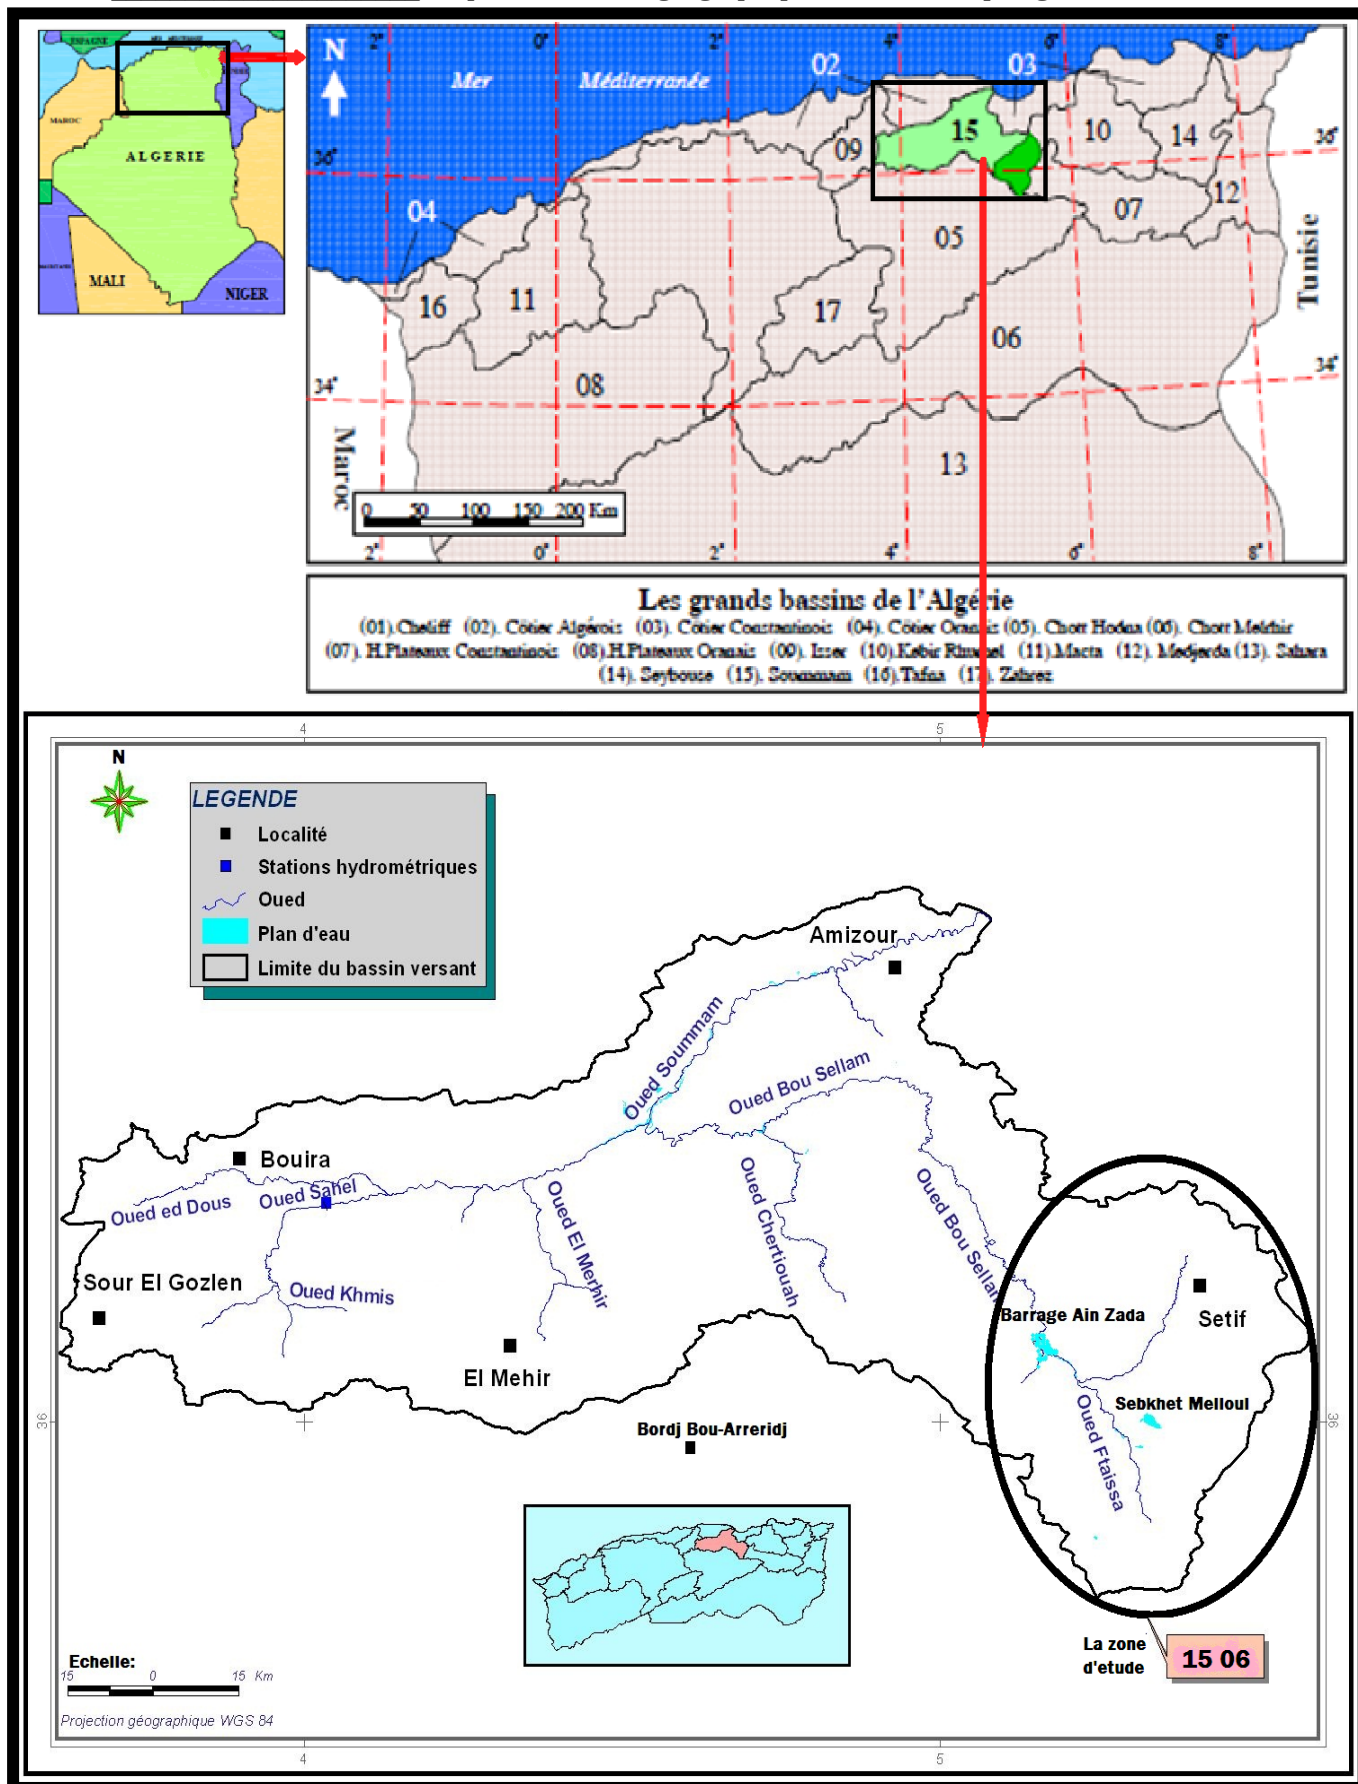 ESPAGNE
MAROC
ALGERIE
MALI
NIGER
N
Mer Méditerranée
2° 0° 2° 4° 6° 8°
02 03
15 10 14
09
36° 36°
12
07
04
05
16 11 17
06
08
34° 34°
13
Maroc
Tunisie
0 50 100 150 200 Km
2° 0° 2° 4° 6° 8°
Les grands bassins de l'Algérie
(01).Cheliff (02). Côtier Algérois (03). Côtier Constantinois (04). Côtier Oranais (05). Chott Hodna (06). Chott Melrhir
(07). H.Plateaux Constantinois (08).H.Plateaux Oranais (09). Isser (10).Kebir Rhumel (11).Macta (12). Medjerda (13). Sahara
(14). Seybouse (15). Soummam (16).Tafna (17). Zahrez
4 5
N
LEGENDE
Localité
Stations hydrométriques
Oued
Plan d'eau
Limite du bassin versant
Amizour
Oued Soummam
Oued Bou Sellam
Bouira
Oued ed Dous
Oued Sahel
Oued El Merhir
Oued Chertiouah
Oued Bou Sellam
Sour El Gozlen
Oued Khmis
Barrage Ain Zada
Setif
El Mehir
Sebkhet Melloul
Oued Ftaissa
Bordj Bou-Arreridj
36 36
La zone
d'etude
15 06
Echelle:
15 0 15 Km
Projection géographique WGS 84
4 5